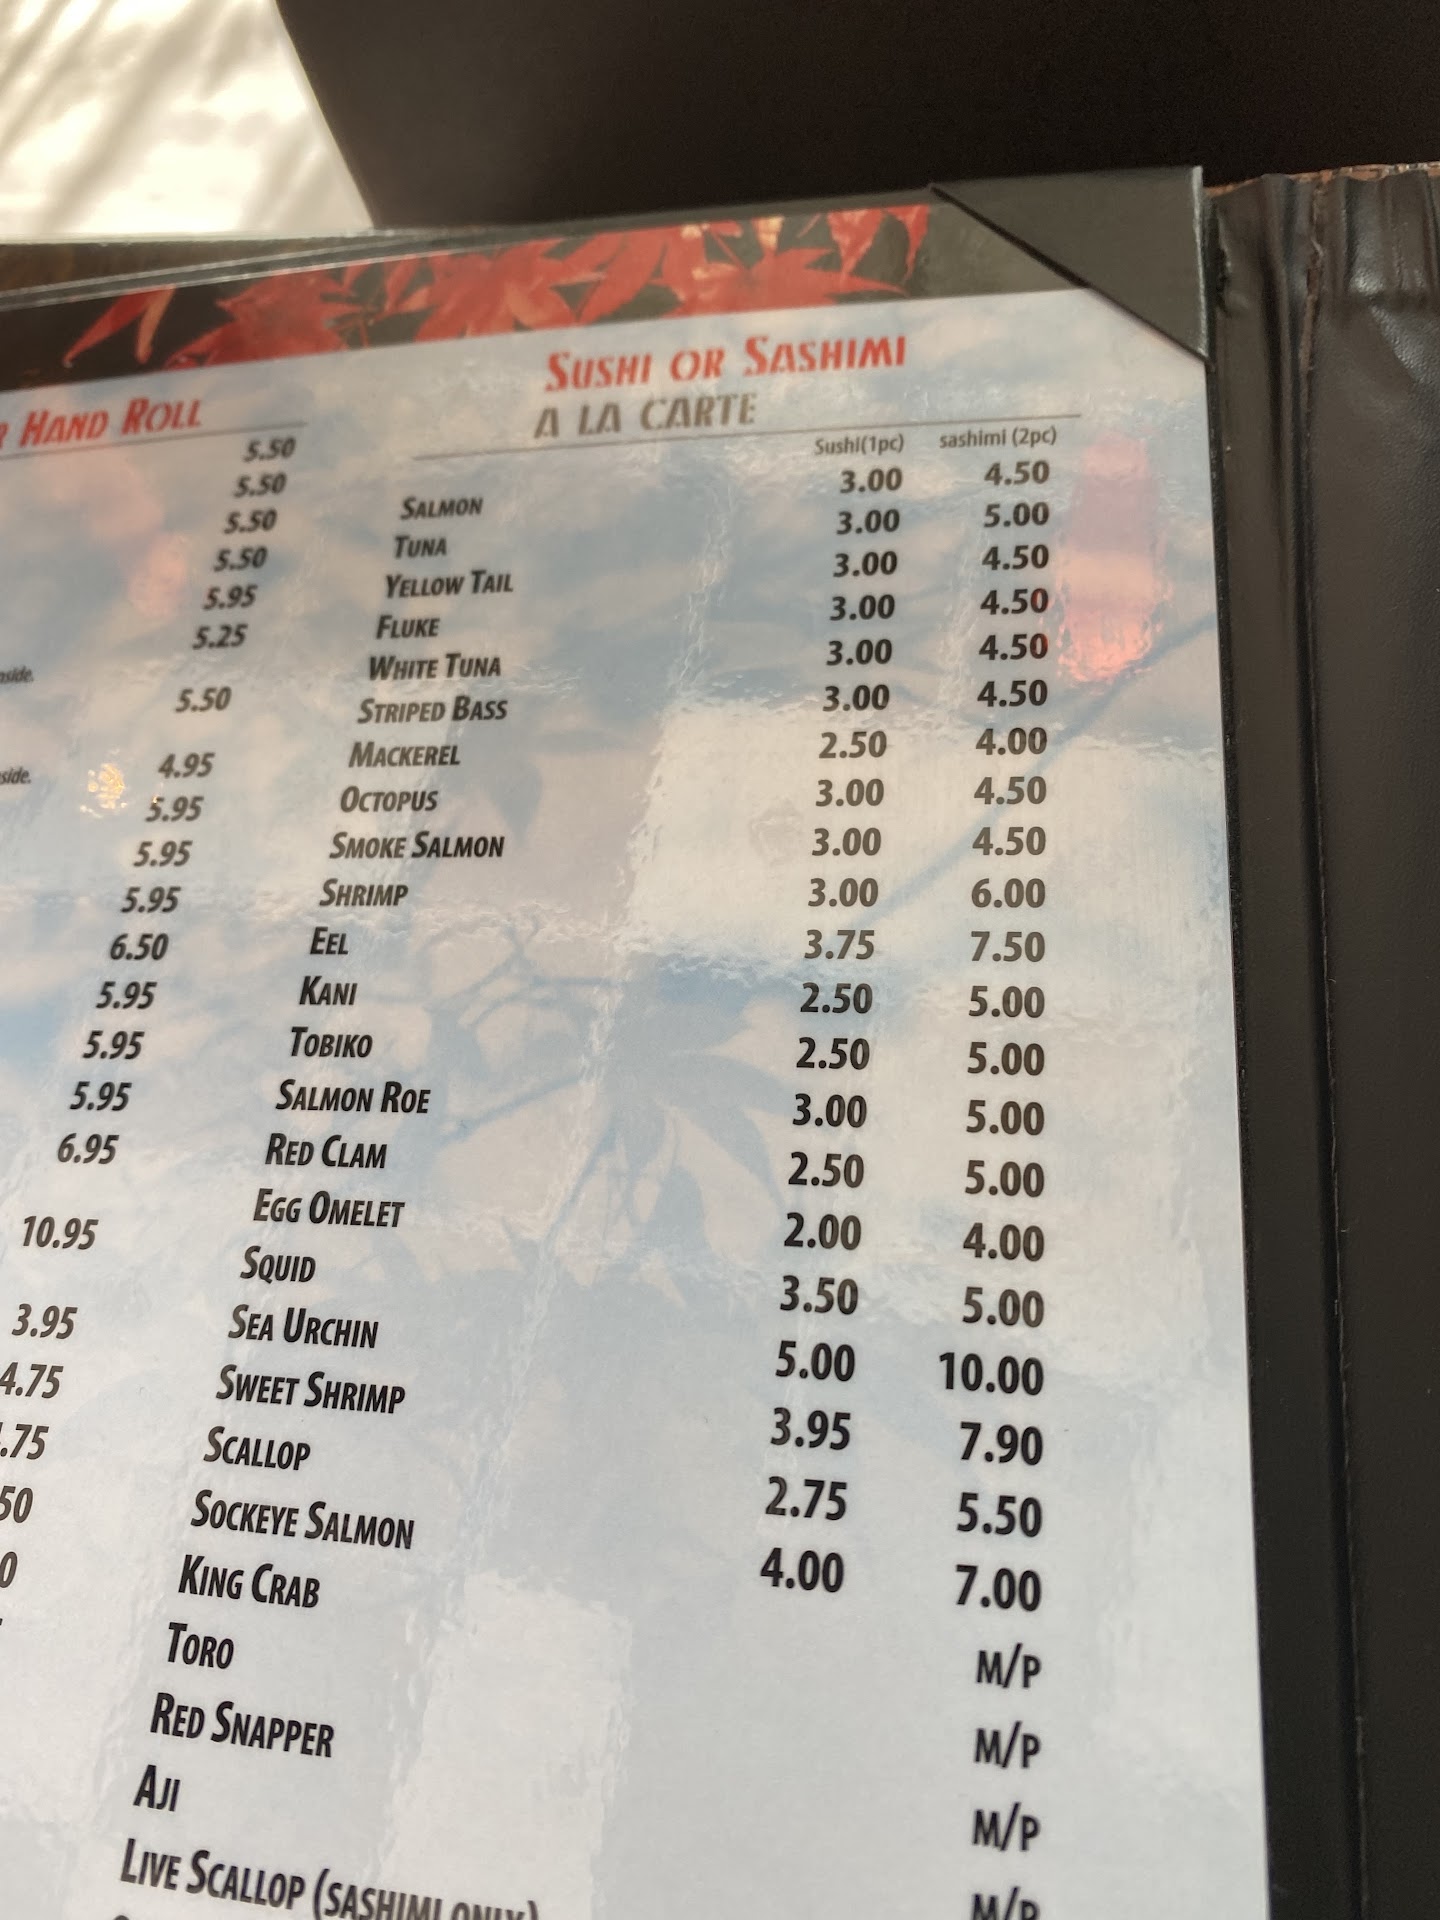 R HAND ROLL
5.50
5.50
5.50
5.50
5.95
5.25
5.50
4.95
5.95
5.95
5.95
6.50
5.95
5.95
5.95
6.95
10.95
3.95
4.75
.75
50
0
SUSHI OR SASHIMI
A LA CARTE
Sushi(1pc) sashimi (2pc)
SALMON 3.00 4.50
TUNA 3.00 5.00
YELLOW TAIL 3.00 4.50
FLUKE 3.00 4.50
WHITE TUNA 3.00 4.50
STRIPED BASS 3.00 4.50
MACKEREL 2.50 4.00
OCTOPUS 3.00 4.50
SMOKE SALMON 3.00 4.50
SHRIMP 3.00 6.00
EEL 3.75 7.50
KANI 2.50 5.00
TOBIKO 2.50 5.00
SALMON ROE 3.00 5.00
RED CLAM 2.50 5.00
EGG OMELET 2.00 4.00
SQUID 3.50 5.00
SEA URCHIN 5.00 10.00
SWEET SHRIMP 3.95 7.90
SCALLOP 2.75 5.50
SOCKEYE SALMON 4.00 7.00
KING CRAB M/P
TORO M/P
RED SNAPPER M/P
AJI M/P
LIVE SCALLOP (SASHIMI ONLY)